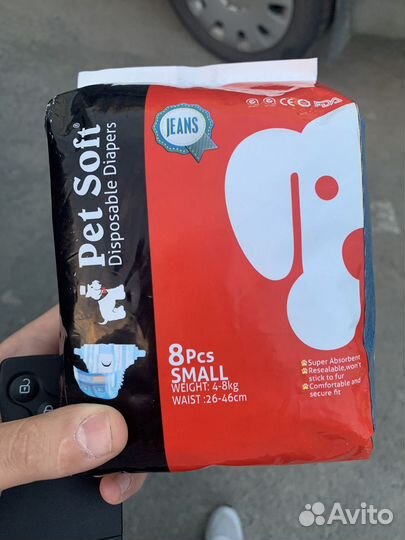 JEANS
Pet Soft®
Disposable Diapers
8Pcs
SMALL
WEIGHT: 4-8kg
WAIST :26-46cm
Super Absorbent
Resealable,won't
stick to fur
Comfortable and
secure fit
Avito